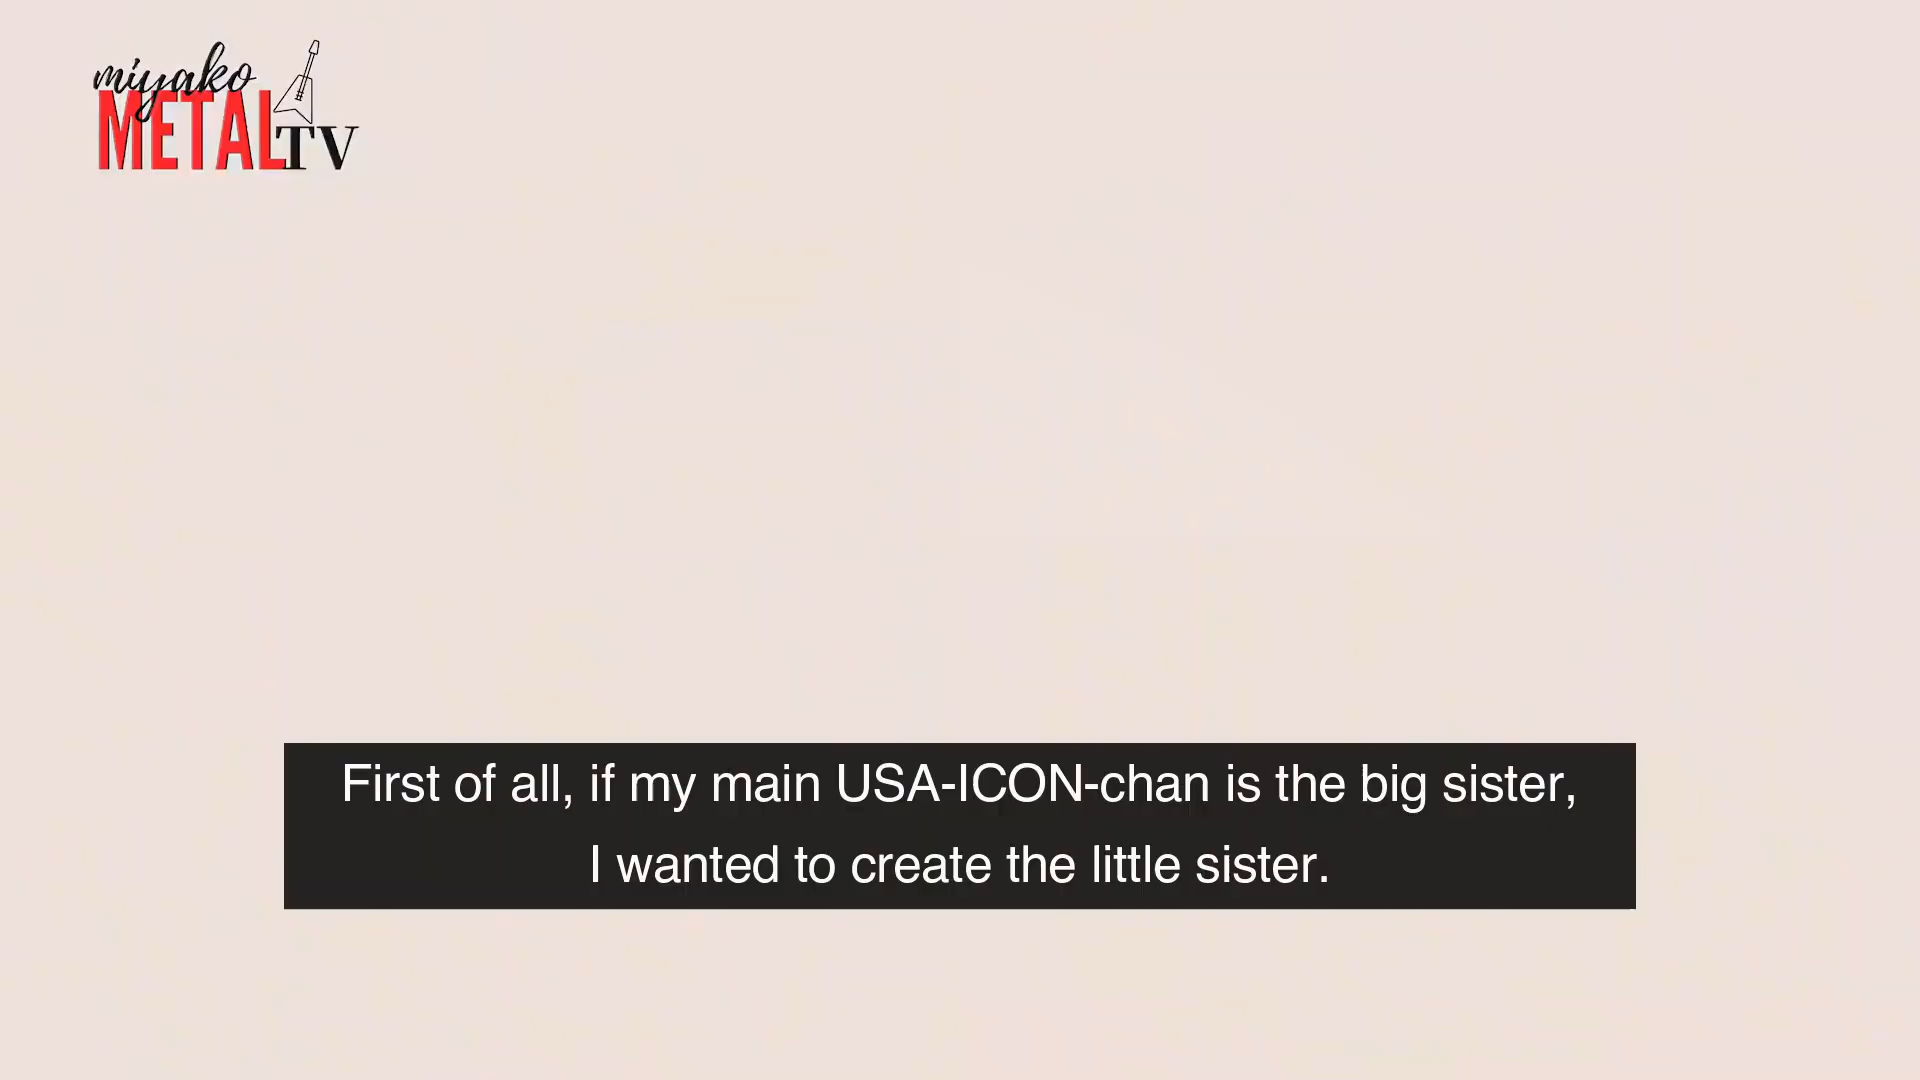 miyako
METAL TV
First of all, if my main USA-ICON-chan is the big sister,
I wanted to create the little sister.